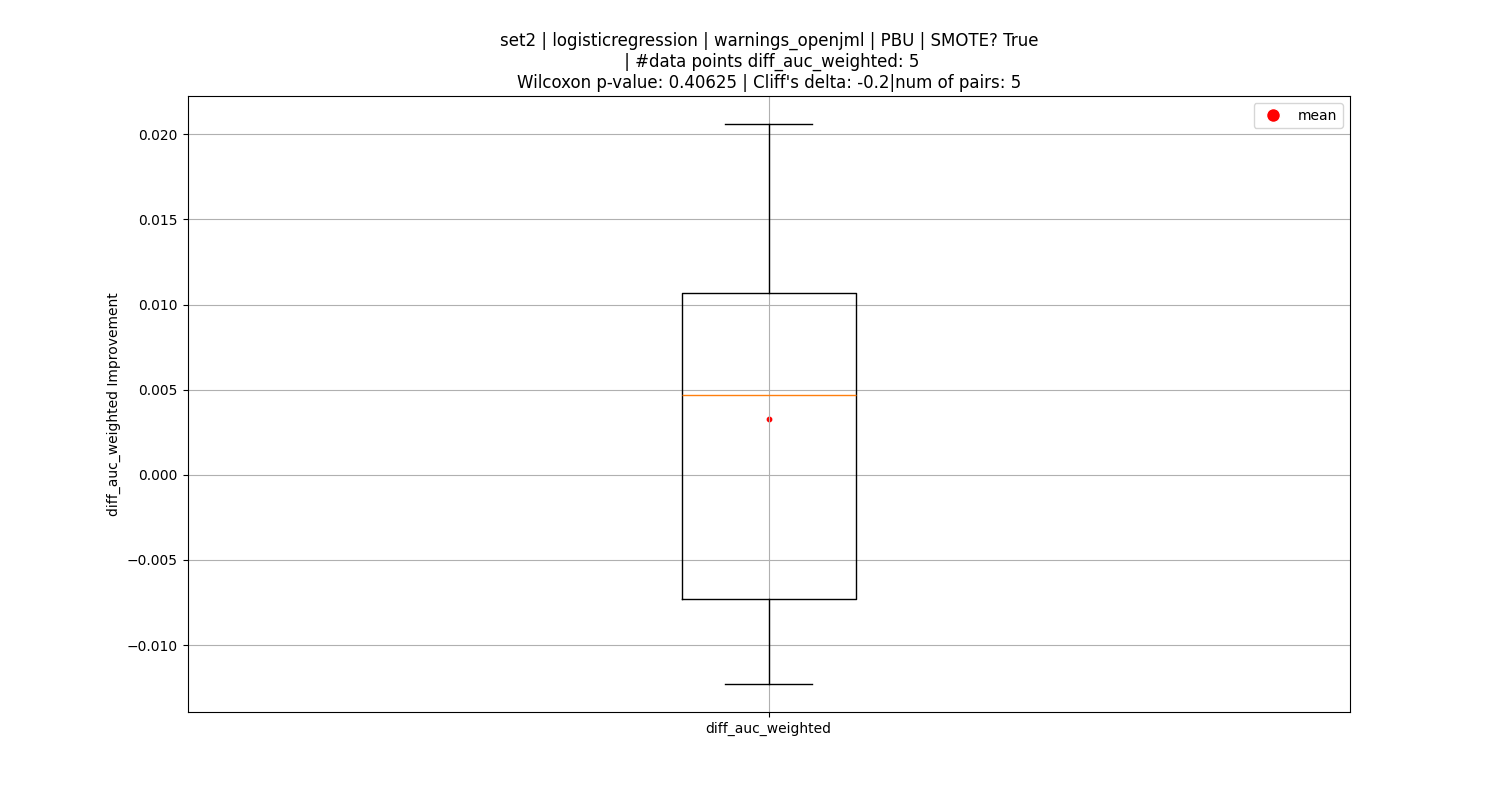 set2 | logisticregression | warnings_openjml | PBU | SMOTE? True
| #data points diff_auc_weighted: 5
Wilcoxon p-value: 0.40625 | Cliff's delta: -0.2|num of pairs: 5
mean
0.020
0.015
0.010
0.005
0.000
−0.005
−0.010
diff_auc_weighted Improvement
diff_auc_weighted